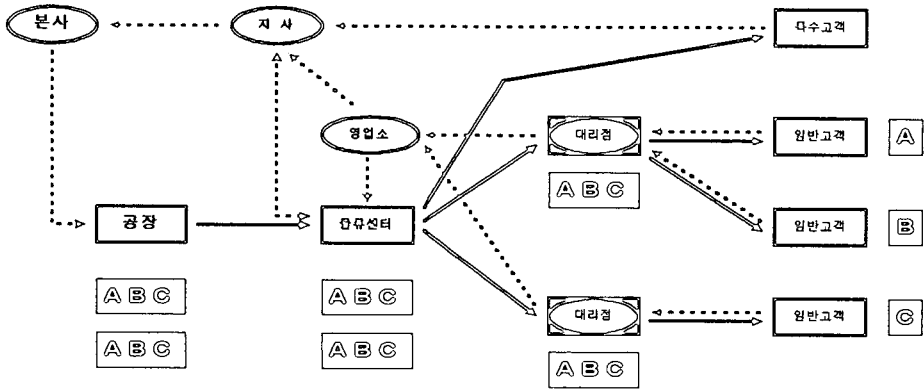 본사
지 사
다수고객
영업소
대리점
일반고객
A
A B C
공장
물류센터
일반고객
B
A B C
A B C
대리점
일반고객
C
A B C
A B C
A B C